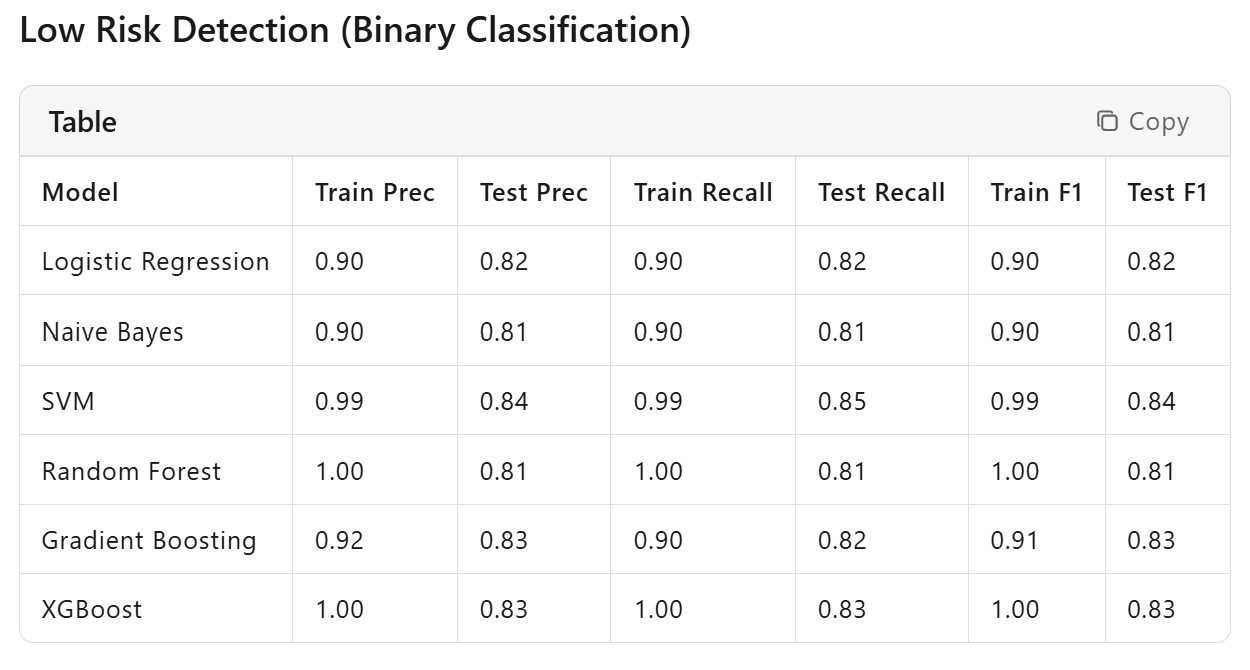 Low Risk Detection (Binary Classification)
Table Copy
Model Train Prec Test Prec Train Recall Test Recall Train F1 Test F1
Logistic Regression 0.90 0.82 0.90 0.82 0.90 0.82
Naive Bayes 0.90 0.81 0.90 0.81 0.90 0.81
SVM 0.99 0.84 0.99 0.85 0.99 0.84
Random Forest 1.00 0.81 1.00 0.81 1.00 0.81
Gradient Boosting 0.92 0.83 0.90 0.82 0.91 0.83
XGBoost 1.00 0.83 1.00 0.83 1.00 0.83